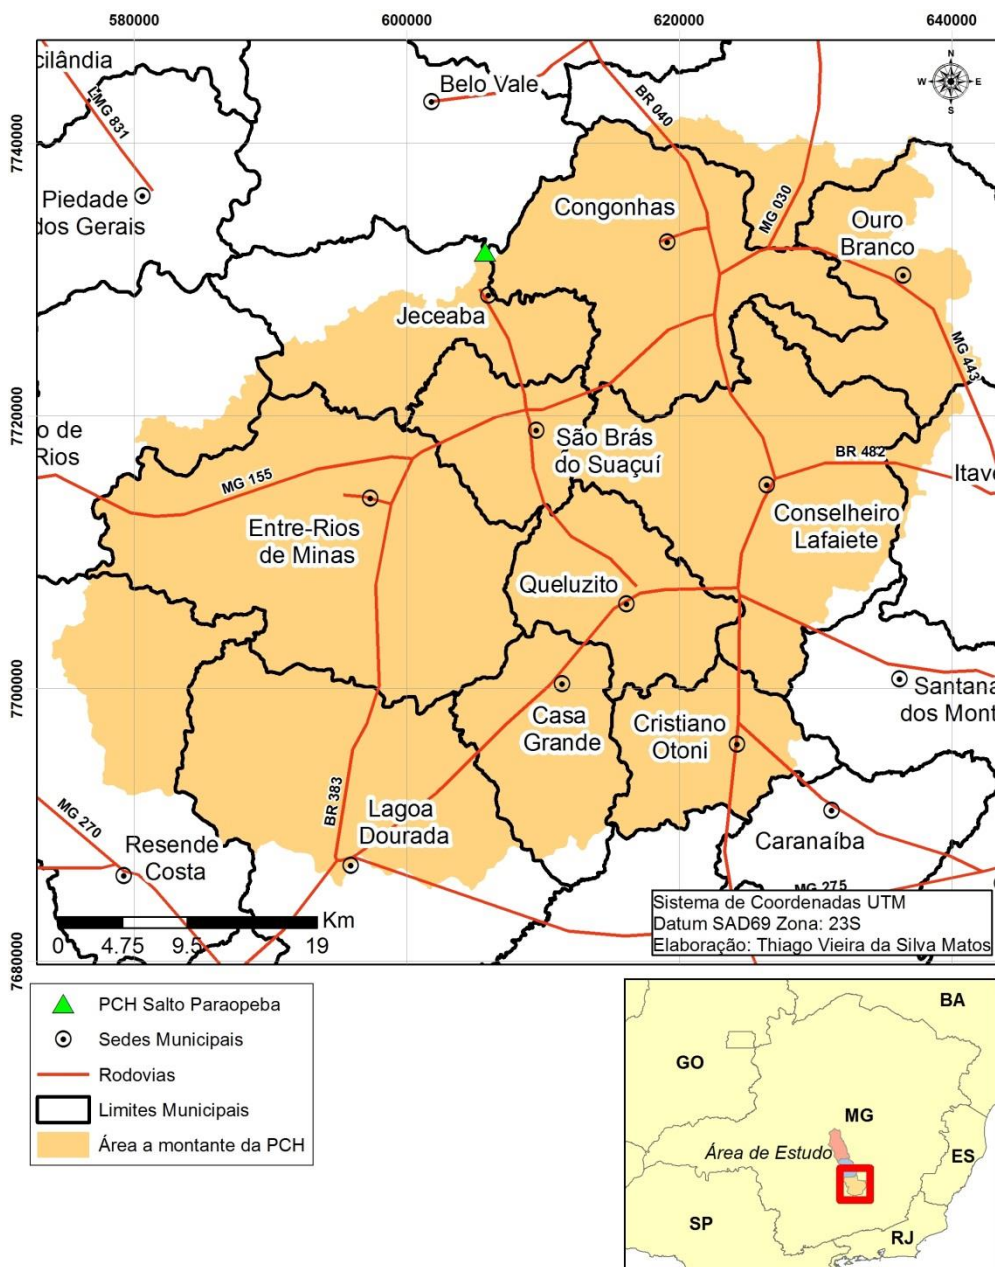 580000
600000
620000
640000
cilândia
LMG 831
Belo Vale
BR 040
N
W
E
S
7740000
Piedade
dos Gerais
Congonhas
MG 030
Ouro
Branco
Jeceaba
MG 443
7720000
o de
Rios
São Brás
do Suaçuí
BR 482
MG 155
Itave
Entre-Rios
de Minas
Conselheiro
Lafaiete
Queluzito
7700000
Santana
dos Mont
Casa
Grande
Cristiano
Otoni
BR 383
MG 270
Lagoa
Dourada
Resende
Costa
Caranaíba
MG 275
Km
0
4.75
9.5
19
7680000
Sistema de Coordenadas UTM
Datum SAD69 Zona: 23S
Elaboração: Thiago Vieira da Silva Matos
PCH Salto Paraopeba
Sedes Municipais
Rodovias
Limites Municipais
Área a montante da PCH
BA
GO
MG
Área de Estudo
ES
SP
RJ